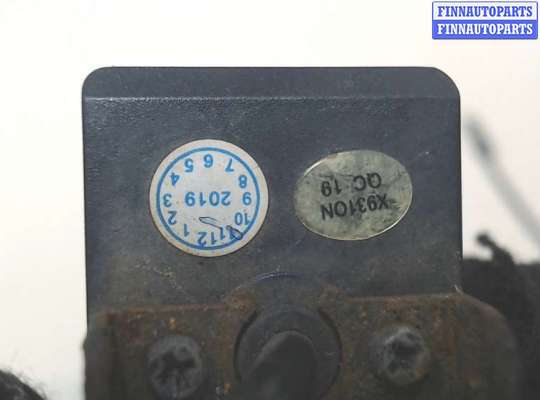 FINNAUTOPARTS
FINNAUTOPARTS
1 2 3 4 5 6 7 8 9 10 11 12
2019
X931ON
QC 19